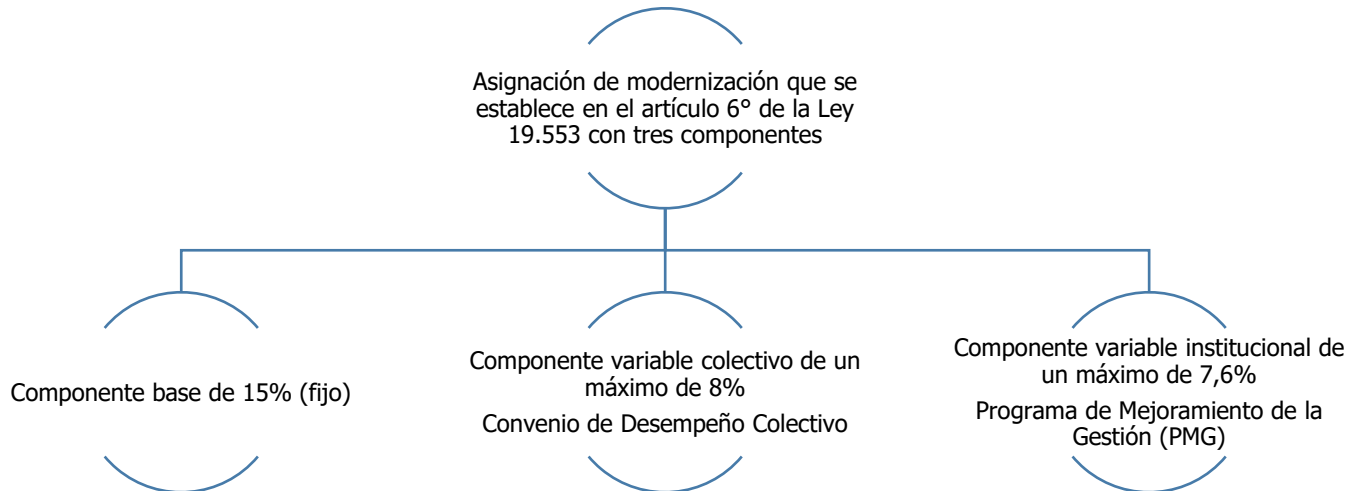 Asignación de modernización que se
establece en el artículo 6° de la Ley
19.553 con tres componentes
Componente base de 15% (fijo)
Componente variable colectivo de un
máximo de 8%
Convenio de Desempeño Colectivo
Componente variable institucional de
un máximo de 7,6%
Programa de Mejoramiento de la
Gestión (PMG)